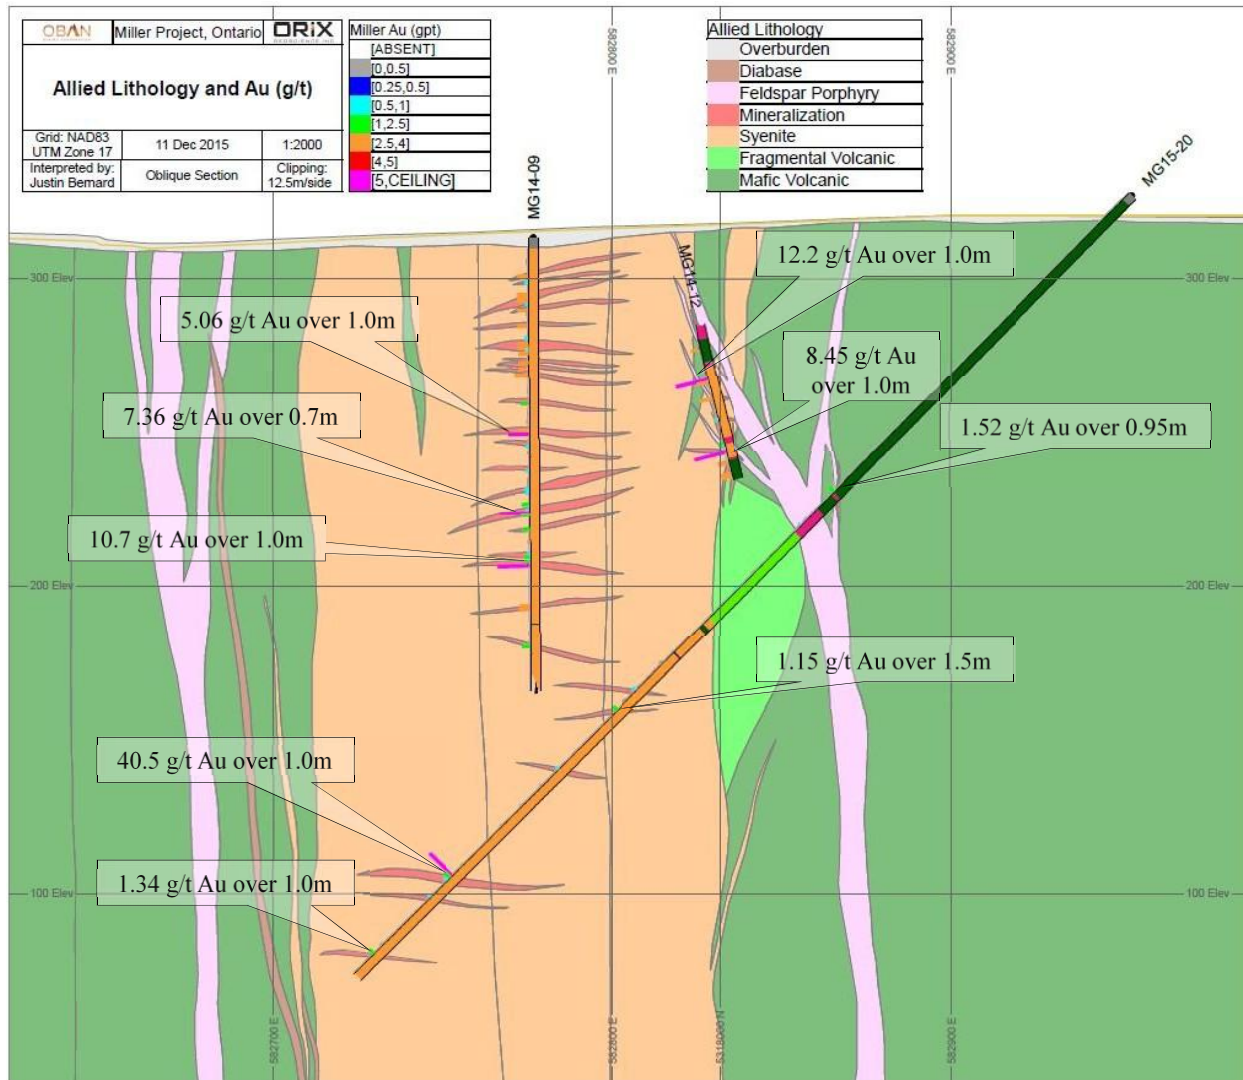 OBAN
Miller Project, Ontario
ORIX
GEOSCIENCE INC.
Allied Lithology and Au (g/t)
Grid: NAD83
UTM Zone 17
11 Dec 2015
1:2000
Interpreted by:
Justin Bernard
Oblique Section
Clipping:
12.5m/side
Miller Au (gpt)
[ABSENT]
[0,0.5]
[0.25,0.5]
[0.5,1]
[1,2.5]
[2.5,4]
[4,5]
[5,CEILING]
Allied Lithology
Overburden
Diabase
Feldspar Porphyry
Mineralization
Syenite
Fragmental Volcanic
Mafic Volcanic
582800 E
582900 E
MG14-09
MG15-20
MG14-12
300 Elev
300 Elev
12.2 g/t Au over 1.0m
5.06 g/t Au over 1.0m
8.45 g/t Au
over 1.0m
7.36 g/t Au over 0.7m
1.52 g/t Au over 0.95m
10.7 g/t Au over 1.0m
200 Elev
200 Elev
1.15 g/t Au over 1.5m
40.5 g/t Au over 1.0m
1.34 g/t Au over 1.0m
100 Elev
100 Elev
582700 E
582800 E
5318000 N
582900 E